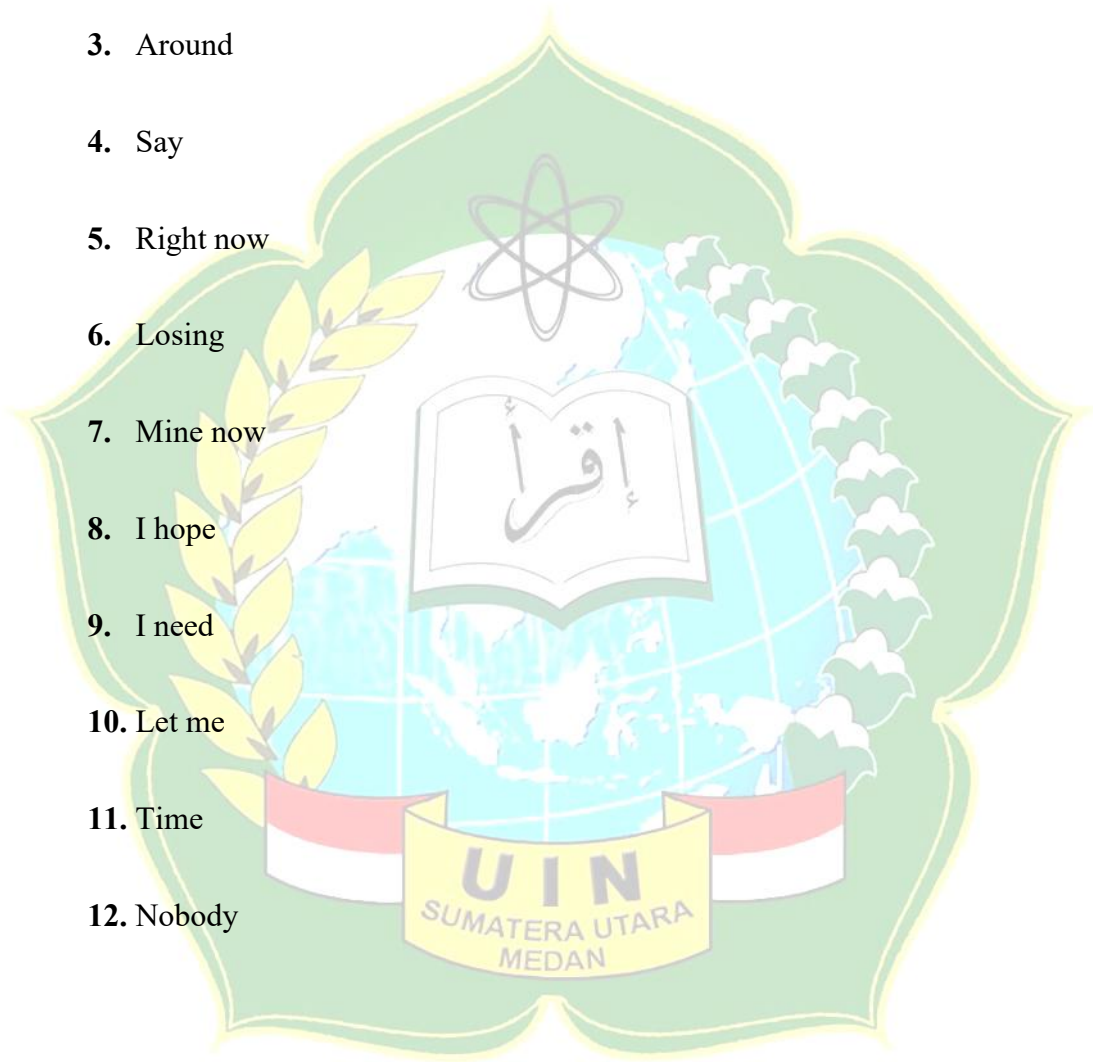 3. Around
4. Say
5. Right now
6. Losing
7. Mine now
إقرأ
8. I hope
9. I need
10. Let me
11. Time
12. Nobody
UIN
SUMATERA UTARA
MEDAN